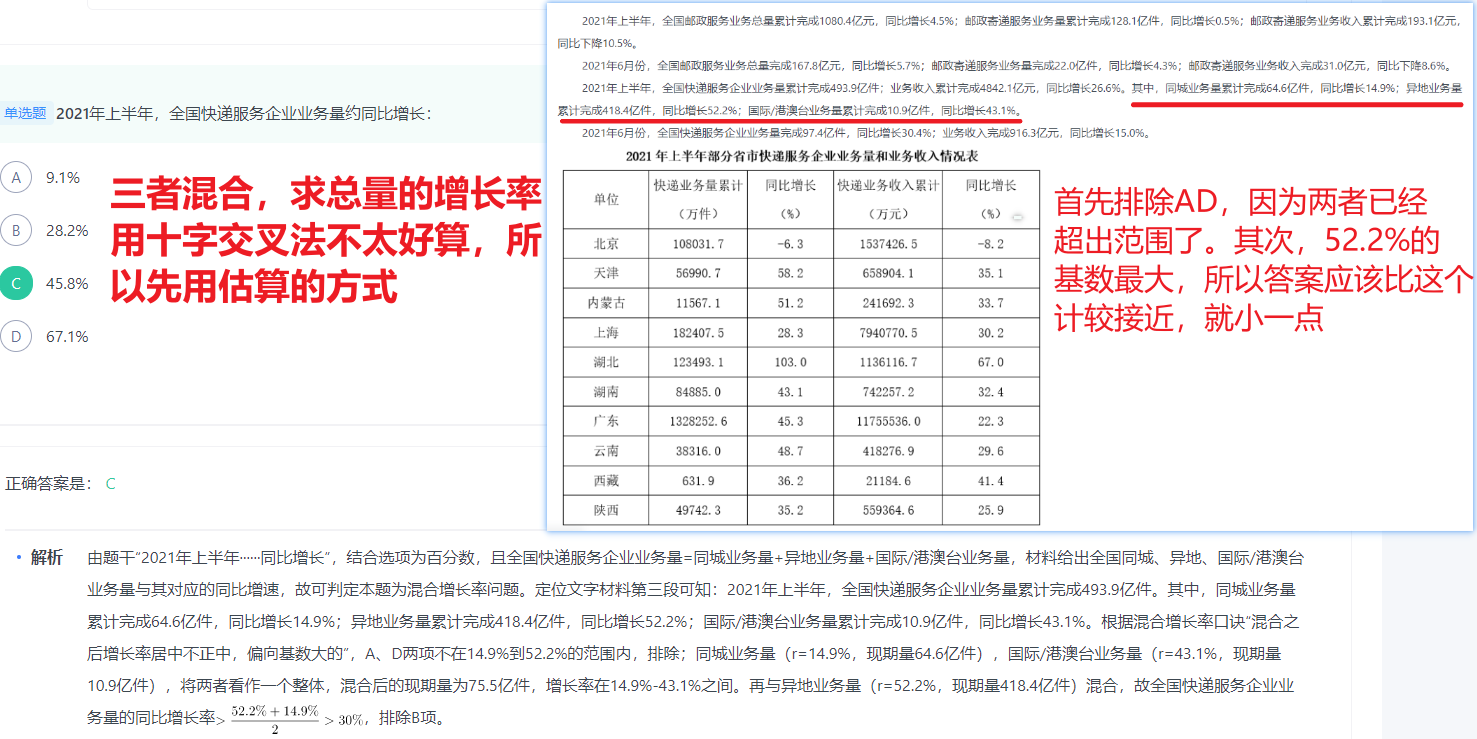 单选题 2021年上半年，全国快递服务企业业务量约同比增长：
A 9.1%
B 28.2%
C 45.8%
D 67.1%
三者混合，求总量的增长率
用十字交叉法不太好算，所
以先用估算的方式
2021年上半年，全国邮政服务业务总量累计完成1080.4亿元，同比增长4.5%；邮政寄递服务业务量累计完成128.1亿件，同比增长0.5%；邮政寄递服务业务收入累计完成193.1亿元，
同比下降10.5%。
2021年6月份，全国邮政服务业务总量完成167.8亿元，同比增长5.7%；邮政寄递服务业务量完成22.0亿件，同比增长4.3%；邮政寄递服务业务收入完成31.0亿元，同比下降8.6%。
2021年上半年，全国快递服务企业业务量累计完成493.9亿件；业务收入累计完成4842.1亿元，同比增长26.6%。其中，同城业务量累计完成64.6亿件，同比增长14.9%；异地业务量
累计完成418.4亿件，同比增长52.2%；国际/港澳台业务量累计完成10.9亿件，同比增长43.1%。
2021年6月份，全国快递服务企业业务量完成97.4亿件，同比增长30.4%；业务收入完成916.3亿元，同比增长15.0%。
2021年上半年部分省市快递服务企业业务量和业务收入情况表
单位 快递业务量累计（万件） 同比增长（%） 快递业务收入累计（万元） 同比增长（%）
北京 108031.7 -6.3 1537426.5 -8.2
天津 56990.7 58.2 658904.1 35.1
内蒙古 11567.1 51.2 241692.3 33.7
上海 182407.5 28.3 7940770.5 30.2
湖北 123493.1 103.0 1136116.7 67.0
湖南 84885.0 43.1 742257.2 32.4
广东 1328252.6 45.3 11755536.0 22.3
云南 38316.0 48.7 418276.9 29.6
西藏 631.9 36.2 21184.6 41.4
陕西 49742.3 35.2 559364.6 25.9
首先排除AD，因为两者已经
超出范围了。其次，52.2%的
基数最大，所以答案应该比这个
计较接近，就小一点
正确答案是： C
解析 由题干“2021年上半年······同比增长”，结合选项为百分数，且全国快递服务企业业务量=同城业务量+异地业务量+国际/港澳台业务量，材料给出全国同城、异地、国际/港澳台
业务量与其对应的同比增速，故可判定本题为混合增长率问题。定位文字材料第三段可知：2021年上半年，全国快递服务企业业务量累计完成493.9亿件。其中，同城业务量
累计完成64.6亿件，同比增长14.9%；异地业务量累计完成418.4亿件，同比增长52.2%；国际/港澳台业务量累计完成10.9亿件，同比增长43.1%。根据混合增长率口诀“混合之
后增长率居中不正中，偏向基数大的”，A、D两项不在14.9%到52.2%的范围内，排除；同城业务量（r=14.9%，现期量64.6亿件），国际/港澳台业务量（r=43.1%，现期量
10.9亿件），将两者看作一个整体，混合后的现期量为75.5亿件，增长率在14.9%-43.1%之间。再与异地业务量（r=52.2%，现期量418.4亿件）混合，故全国快递服务企业业
务量的同比增长率> (52.2%+14.9%)/2 > 30%，排除B项。